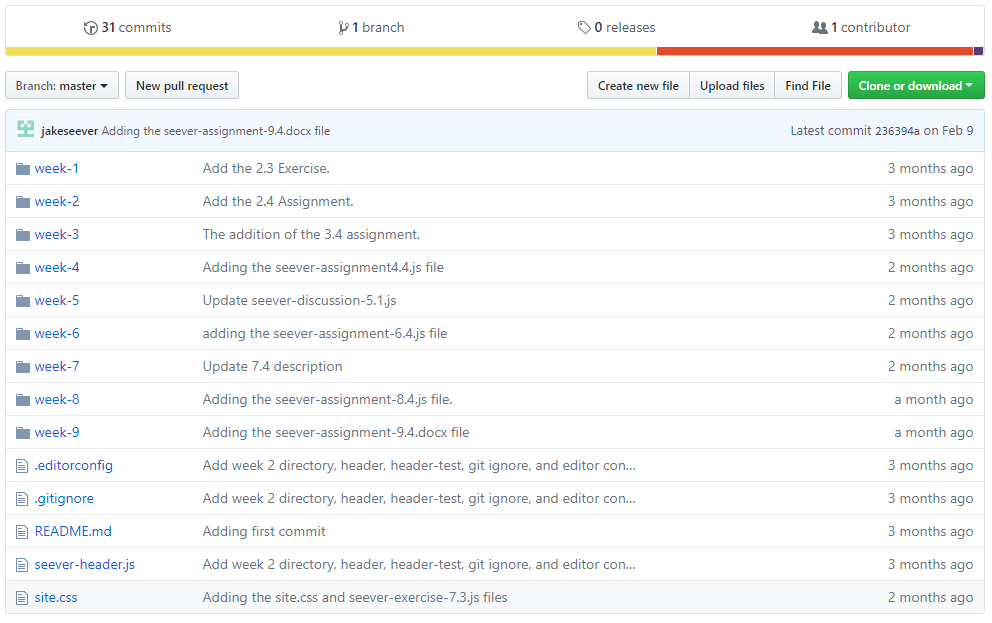 31 commits 1 branch 0 releases 1 contributor
Branch: master New pull request Create new file Upload files Find File Clone or download
jakeseever Adding the seever-assignment-9.4.docx file Latest commit 236394a on Feb 9
week-1 Add the 2.3 Exercise. 3 months ago
week-2 Add the 2.4 Assignment. 3 months ago
week-3 The addition of the 3.4 assignment. 3 months ago
week-4 Adding the seever-assignment4.4.js file 2 months ago
week-5 Update seever-discussion-5.1.js 2 months ago
week-6 adding the seever-assignment-6.4.js file 2 months ago
week-7 Update 7.4 description 2 months ago
week-8 Adding the seever-assignment-8.4.js file. a month ago
week-9 Adding the seever-assignment-9.4.docx file a month ago
.editorconfig Add week 2 directory, header, header-test, git ignore, and editor con... 3 months ago
.gitignore Add week 2 directory, header, header-test, git ignore, and editor con... 3 months ago
README.md Adding first commit 3 months ago
seever-header.js Add week 2 directory, header, header-test, git ignore, and editor con... 3 months ago
site.css Adding the site.css and seever-exercise-7.3.js files 2 months ago